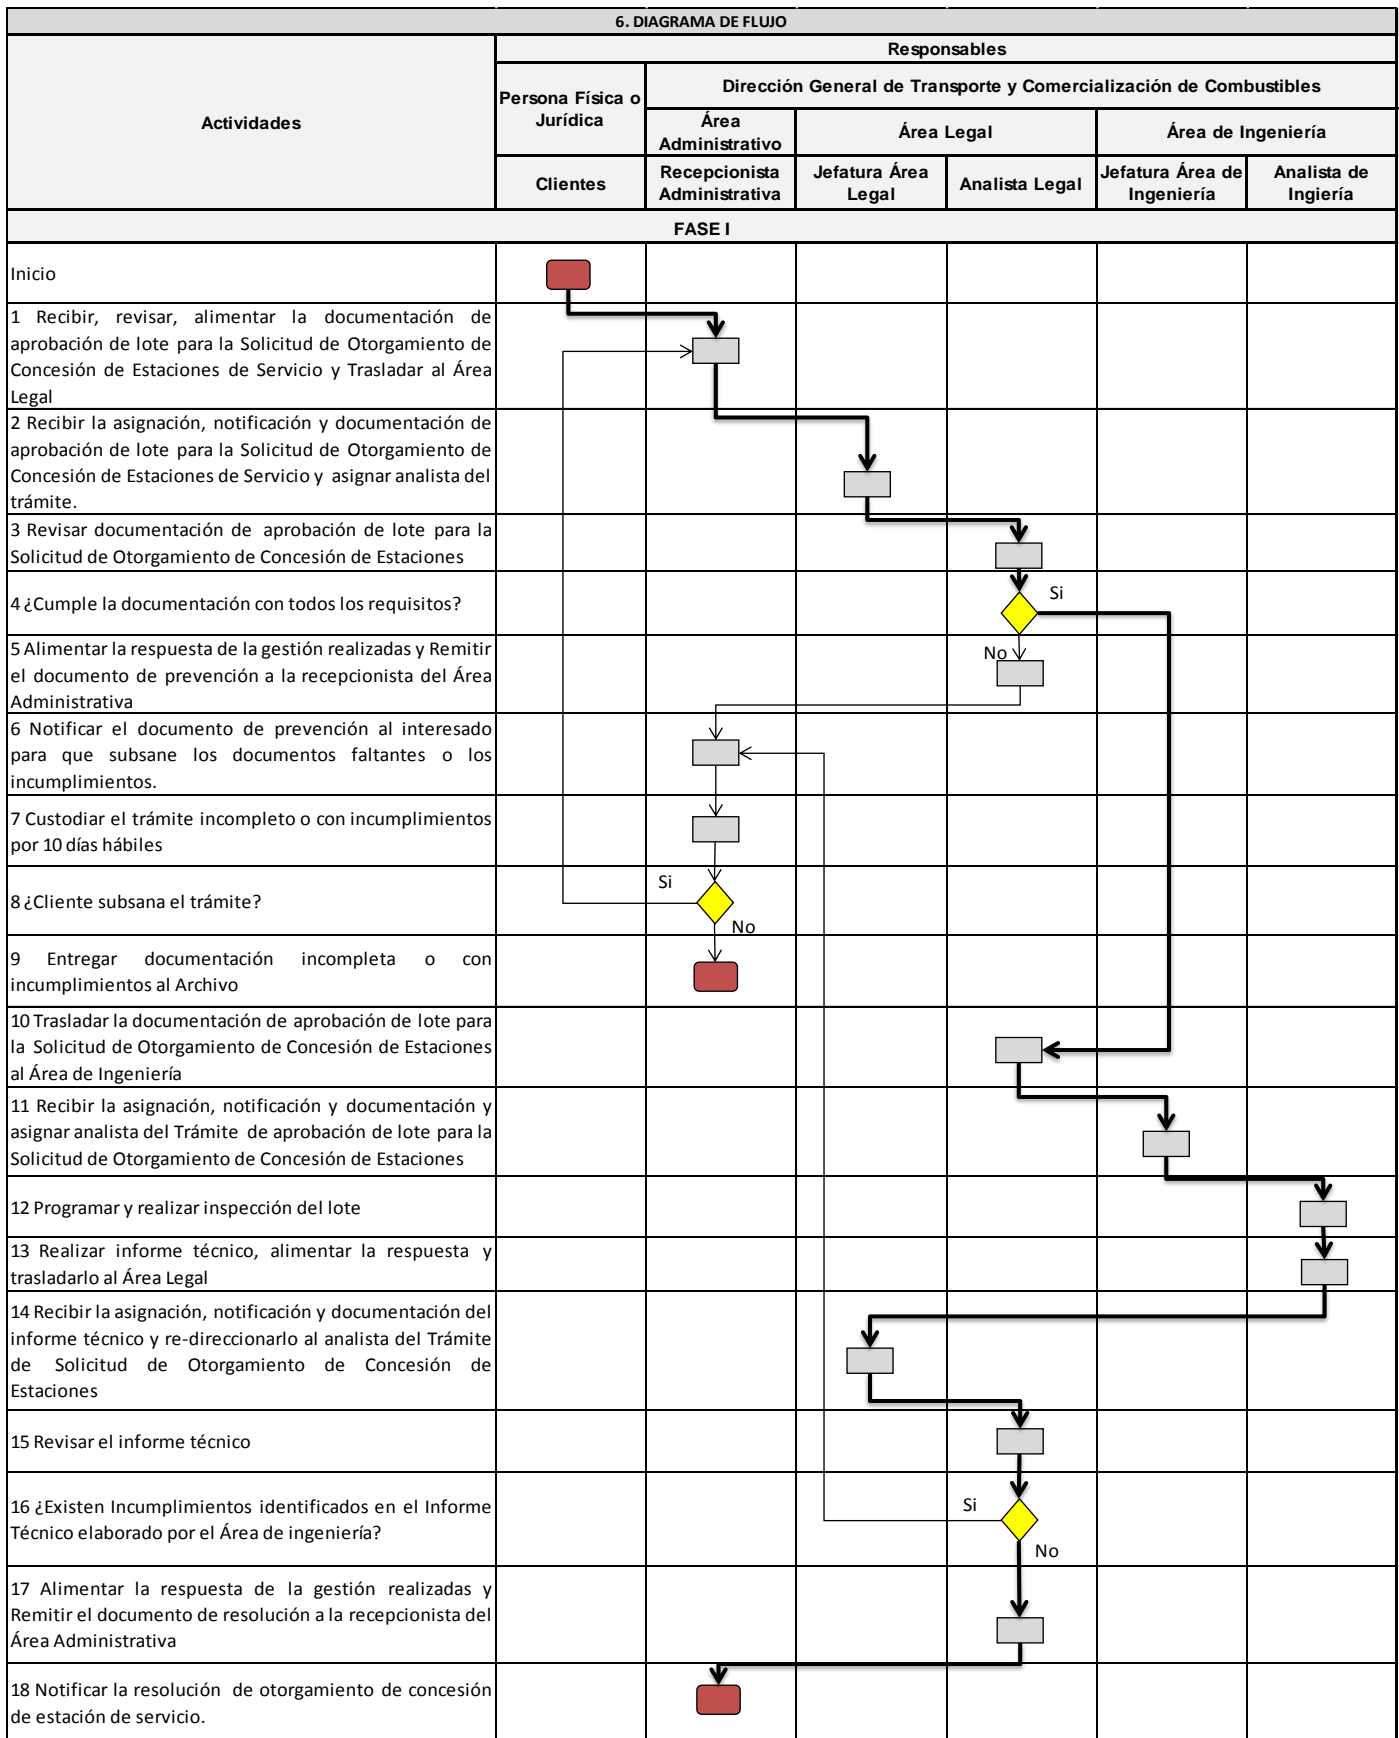 6. DIAGRAMA DE FLUJO
Actividades
Responsables
Persona Física o
Jurídica
Dirección General de Transporte y Comercialización de Combustibles
Área
Administrativo
Área Legal
Área de Ingeniería
Clientes
Recepcionista
Administrativa
Jefatura Área
Legal
Analista Legal
Jefatura Área de
Ingeniería
Analista de
Ingiería
FASE I
Inicio
1 Recibir, revisar, alimentar la documentación de
aprobación de lote para la Solicitud de Otorgamiento de
Concesión de Estaciones de Servicio y Trasladar al Área
Legal
2 Recibir la asignación, notificación y documentación de
aprobación de lote para la Solicitud de Otorgamiento de
Concesión de Estaciones de Servicio y asignar analista del
trámite.
3 Revisar documentación de aprobación de lote para la
Solicitud de Otorgamiento de Concesión de Estaciones
4 ¿Cumple la documentación con todos los requisitos?
Si
5 Alimentar la respuesta de la gestión realizadas y Remitir
el documento de prevención a la recepcionista del Área
Administrativa
No
6 Notificar el documento de prevención al interesado
para que subsane los documentos faltantes o los
incumplimientos.
7 Custodiar el trámite incompleto o con incumplimientos
por 10 días hábiles
8 ¿Cliente subsana el trámite?
Si
No
9 Entregar documentación incompleta o con
incumplimientos al Archivo
10 Trasladar la documentación de aprobación de lote para
la Solicitud de Otorgamiento de Concesión de Estaciones
al Área de Ingeniería
11 Recibir la asignación, notificación y documentación y
asignar analista del Trámite de aprobación de lote para la
Solicitud de Otorgamiento de Concesión de Estaciones
12 Programar y realizar inspección del lote
13 Realizar informe técnico, alimentar la respuesta y
trasladarlo al Área Legal
14 Recibir la asignación, notificación y documentación del
informe técnico y re-direccionarlo al analista del Trámite
de Solicitud de Otorgamiento de Concesión de
Estaciones
15 Revisar el informe técnico
16 ¿Existen Incumplimientos identificados en el Informe
Técnico elaborado por el Área de ingeniería?
Si
No
17 Alimentar la respuesta de la gestión realizadas y
Remitir el documento de resolución a la recepcionista del
Área Administrativa
18 Notificar la resolución de otorgamiento de concesión
de estación de servicio.